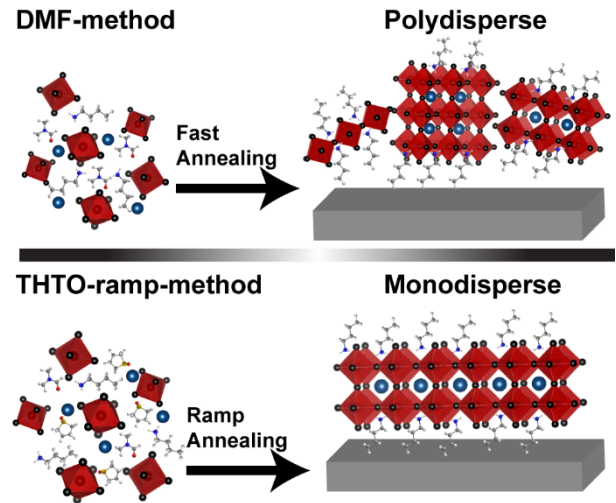 DMF-method
Polydisperse
Fast
Annealing
THTO-ramp-method
Monodisperse
Ramp
Annealing